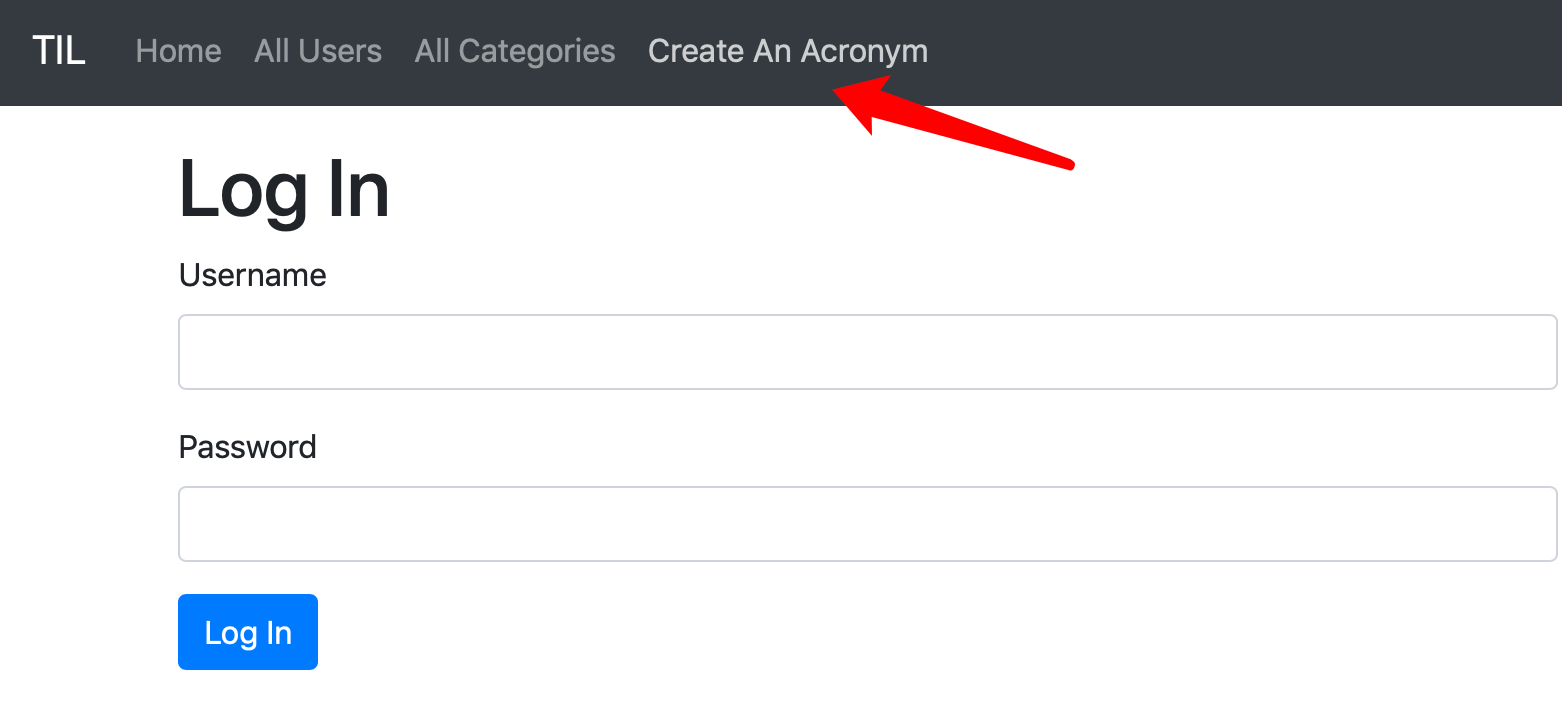 TIL Home All Users All Categories Create An Acronym
Log In
Username
Password
Log In